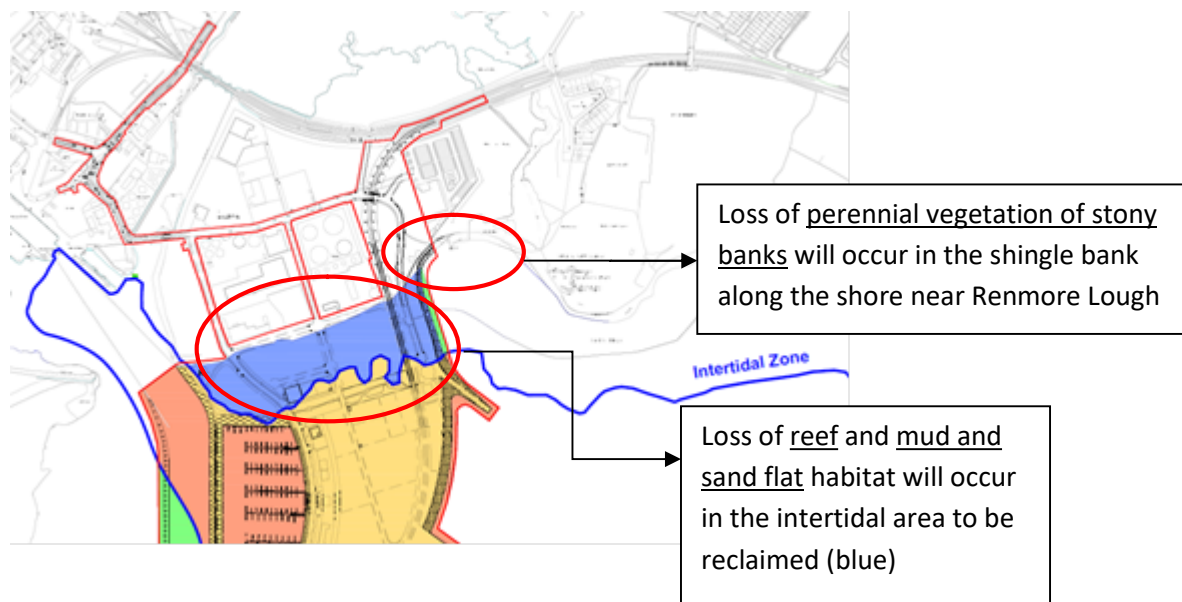 Loss of perennial vegetation of stony
banks will occur in the shingle bank
along the shore near Renmore Lough
Intertidal Zone
Loss of reef and mud and
sand flat habitat will occur
in the intertidal area to be
reclaimed (blue)